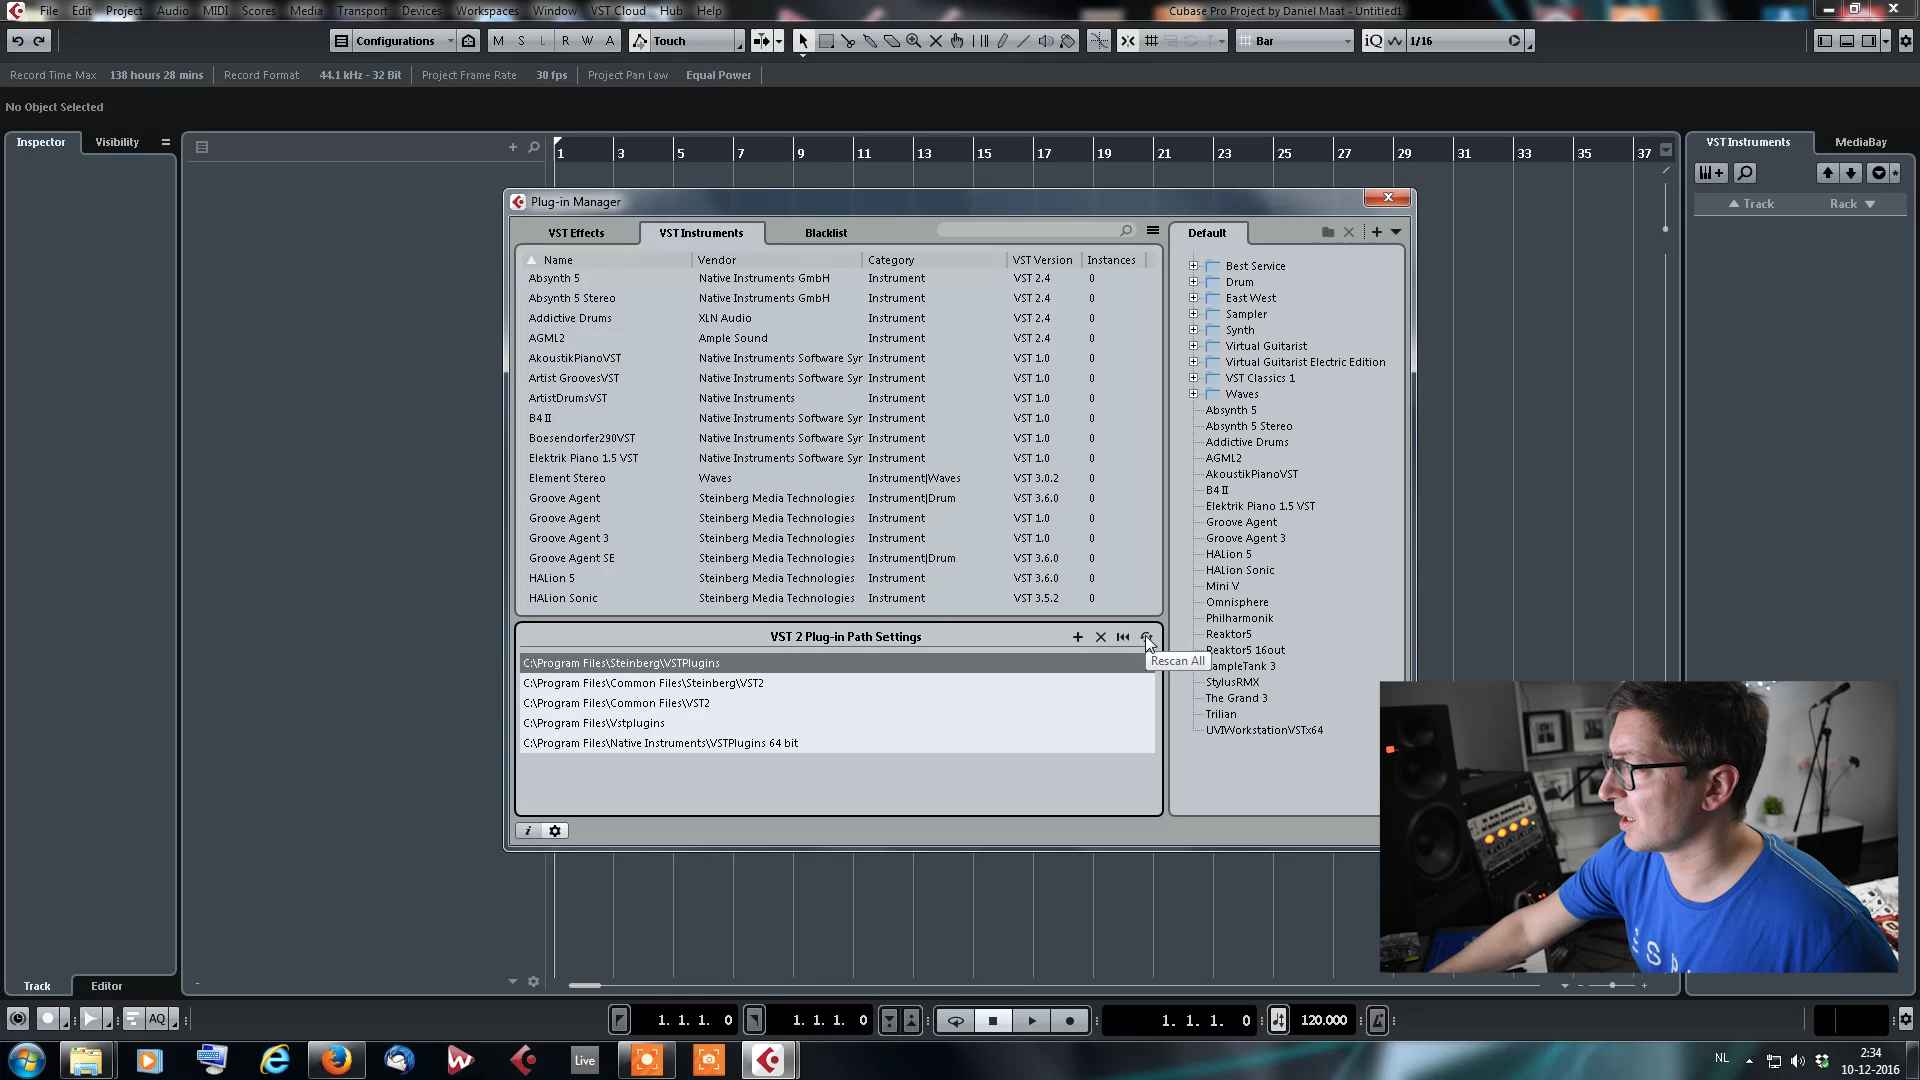 File Edit Project Audio MIDI Scores Media Transport Devices Workspaces Window VST Cloud Hub Help
Cubase Pro Project by Daniel Maat - Untitled1
Configurations M S L R W A Touch Bar iQ 1/16
Record Time Max 138 hours 28 mins Record Format 44.1 kHz - 32 Bit Project Frame Rate 30 fps Project Pan Law Equal Power
No Object Selected
Inspector Visibility
1 3 5 7 9 11 13 15 17 19 21 23 25 27 29 31 33 35 37
VST Instruments MediaBay
Track Rack
Plug-in Manager
VST Effects VST Instruments Blacklist
Name Vendor Category VST Version Instances
Absynth 5 Native Instruments GmbH Instrument VST 2.4 0
Absynth 5 Stereo Native Instruments GmbH Instrument VST 2.4 0
Addictive Drums XLN Audio Instrument VST 2.4 0
AGML2 Ample Sound Instrument VST 2.4 0
AkoustikPianoVST Native Instruments Software Syr Instrument VST 1.0 0
Artist GroovesVST Native Instruments Software Syr Instrument VST 1.0 0
ArtistDrumsVST Native Instruments Instrument VST 1.0 0
B4 II Native Instruments Software Syr Instrument VST 1.0 0
Boesendorfer290VST Native Instruments Software Syr Instrument VST 1.0 0
Elektrik Piano 1.5 VST Native Instruments Software Syr Instrument VST 1.0 0
Element Stereo Waves Instrument|Waves VST 3.0.2 0
Groove Agent Steinberg Media Technologies Instrument|Drum VST 3.6.0 0
Groove Agent Steinberg Media Technologies Instrument VST 1.0 0
Groove Agent 3 Steinberg Media Technologies Instrument VST 1.0 0
Groove Agent SE Steinberg Media Technologies Instrument|Drum VST 3.6.0 0
HALion 5 Steinberg Media Technologies Instrument VST 3.6.0 0
HALion Sonic Steinberg Media Technologies Instrument VST 3.5.2 0
VST 2 Plug-in Path Settings
Rescan All
C:\Program Files\Steinberg\VSTPlugins
C:\Program Files\Common Files\Steinberg\VST2
C:\Program Files\Common Files\VST2
C:\Program Files\Vstplugins
C:\Program Files\Native Instruments\VSTPlugins 64 bit
Default
Best Service
Drum
East West
Sampler
Synth
Virtual Guitarist
Virtual Guitarist Electric Edition
VST Classics 1
Waves
Absynth 5
Absynth 5 Stereo
Addictive Drums
AGML2
AkoustikPianoVST
B4 II
Elektrik Piano 1.5 VST
Groove Agent
Groove Agent 3
HALion 5
HALion Sonic
Mini V
Omnisphere
Philharmonik
Reaktor5
Reaktor5 16out
ampleTank 3
StylusRMX
The Grand 3
Trilian
UVIWorkstationVSTx64
Track Editor
AQ 1. 1. 1. 0 1. 1. 1. 0 1. 1. 1. 0 120.000
Live
NL 2:34
10-12-2016